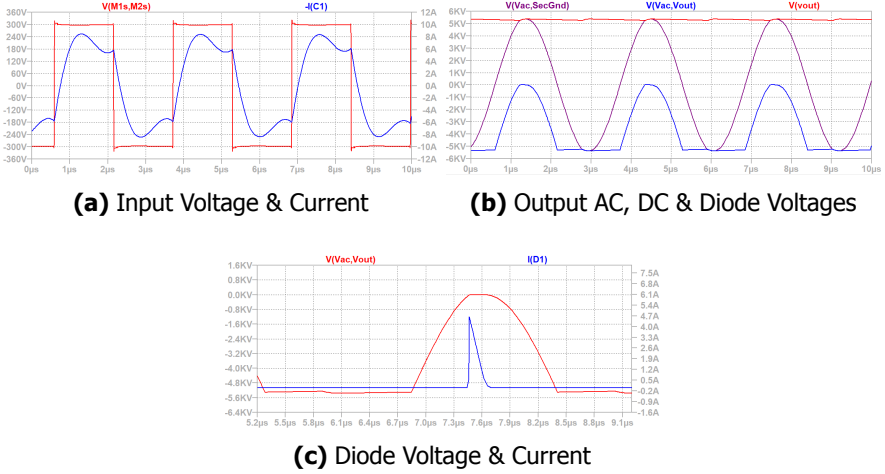 V(M1s,M2s) -I(C1)
360V 300V 240V 180V 120V 60V 0V -60V -120V -180V -240V -300V -360V
12A 10A 8A 6A 4A 2A 0A -2A -4A -6A -8A -10A -12A
0µs 1µs 2µs 3µs 4µs 5µs 6µs 7µs 8µs 9µs 10µs
(a) Input Voltage & Current
V(Vac,SecGnd) V(Vac,Vout) V(vout)
6KV 5KV 4KV 3KV 2KV 1KV 0KV -1KV -2KV -3KV -4KV -5KV -6KV
0µs 1µs 2µs 3µs 4µs 5µs 6µs 7µs 8µs 9µs 10µs
(b) Output AC, DC & Diode Voltages
V(Vac,Vout) I(D1)
1.6KV 0.8KV 0.0KV -0.8KV -1.6KV -2.4KV -3.2KV -4.0KV -4.8KV -5.6KV -6.4KV
7.5A 6.8A 6.1A 5.4A 4.7A 4.0A 3.3A 2.6A 1.9A 1.2A 0.5A -0.2A -0.9A -1.6A
5.2µs 5.5µs 5.8µs 6.1µs 6.4µs 6.7µs 7.0µs 7.3µs 7.6µs 7.9µs 8.2µs 8.5µs 8.8µs 9.1µs
(c) Diode Voltage & Current